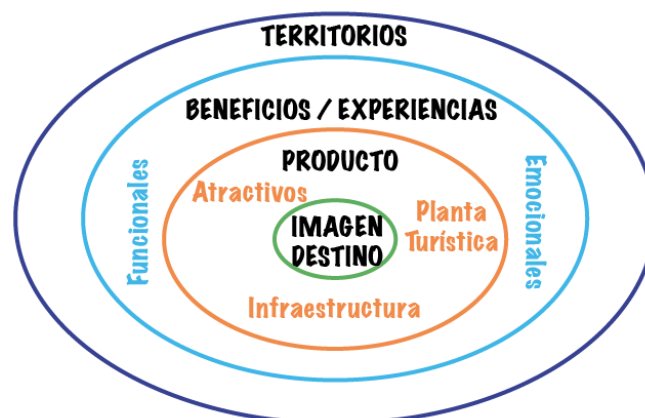 TERRITORIOS
BENEFICIOS / EXPERIENCIAS
PRODUCTO
Atractivos
Funcionales
Emocionales
IMAGEN
DESTINO
Planta
Turística
Infraestructura